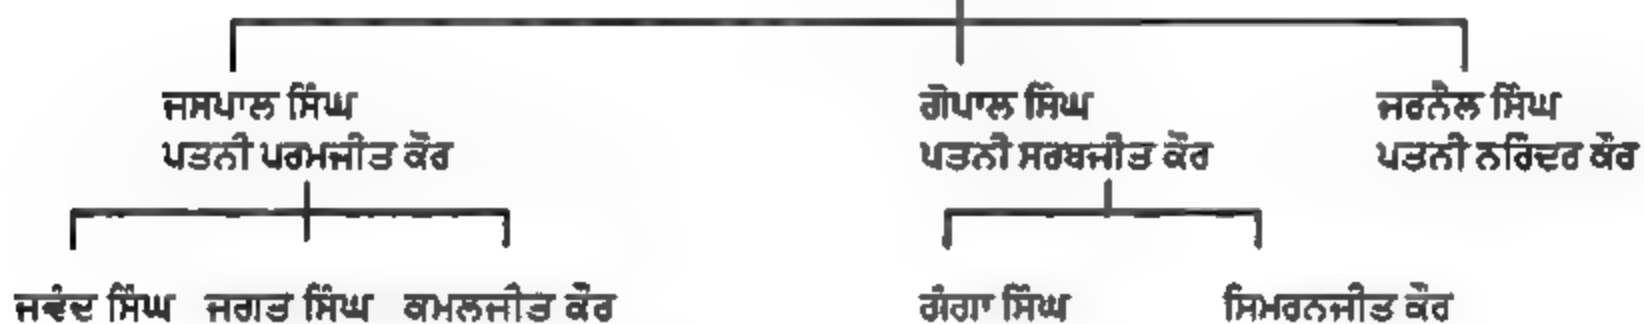 ਜਸਪਾਲ ਸਿੰਘ ਗੋਪਾਲ ਸਿੰਘ ਜਰਨੈਲ ਸਿੰਘ
ਪਤਨੀ ਪਰਮਜੀਤ ਕੌਰ ਪਤਨੀ ਸਰਬਜੀਤ ਕੌਰ ਪਤਨੀ ਨਰਿੰਦਰ ਕੌਰ
ਜਵੰਦ ਸਿੰਘ ਜਗਤ ਸਿੰਘ ਕਮਲਜੀਤ ਕੌਰ ਗੰਗਾ ਸਿੰਘ ਸਿਮਰਨਜੀਤ ਕੌਰ